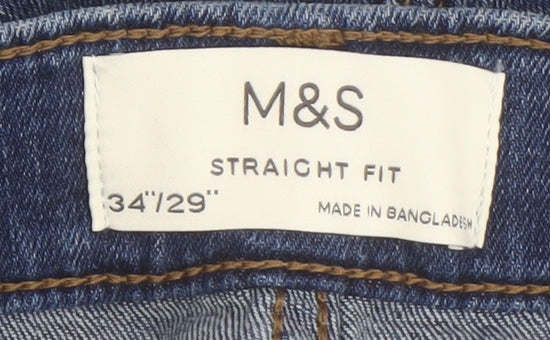 M&S
STRAIGHT FIT
34"/29"
MADE IN BANGLADESH